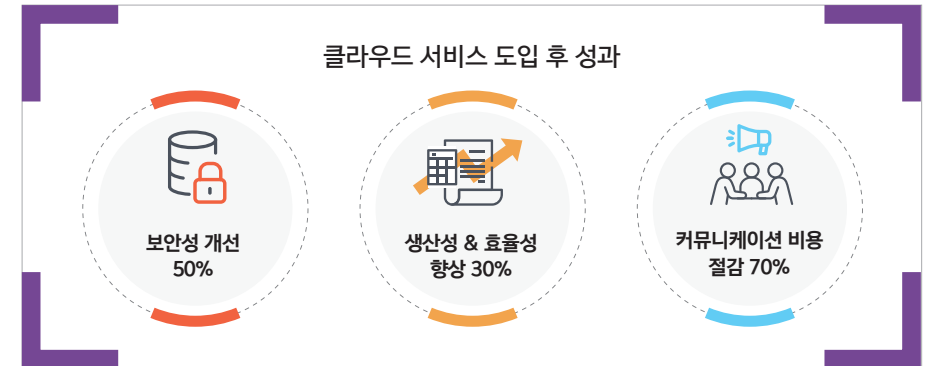 클라우드 서비스 도입 후 성과
보안성 개선
50%
생산성 & 효율성
향상 30%
커뮤니케이션 비용
절감 70%